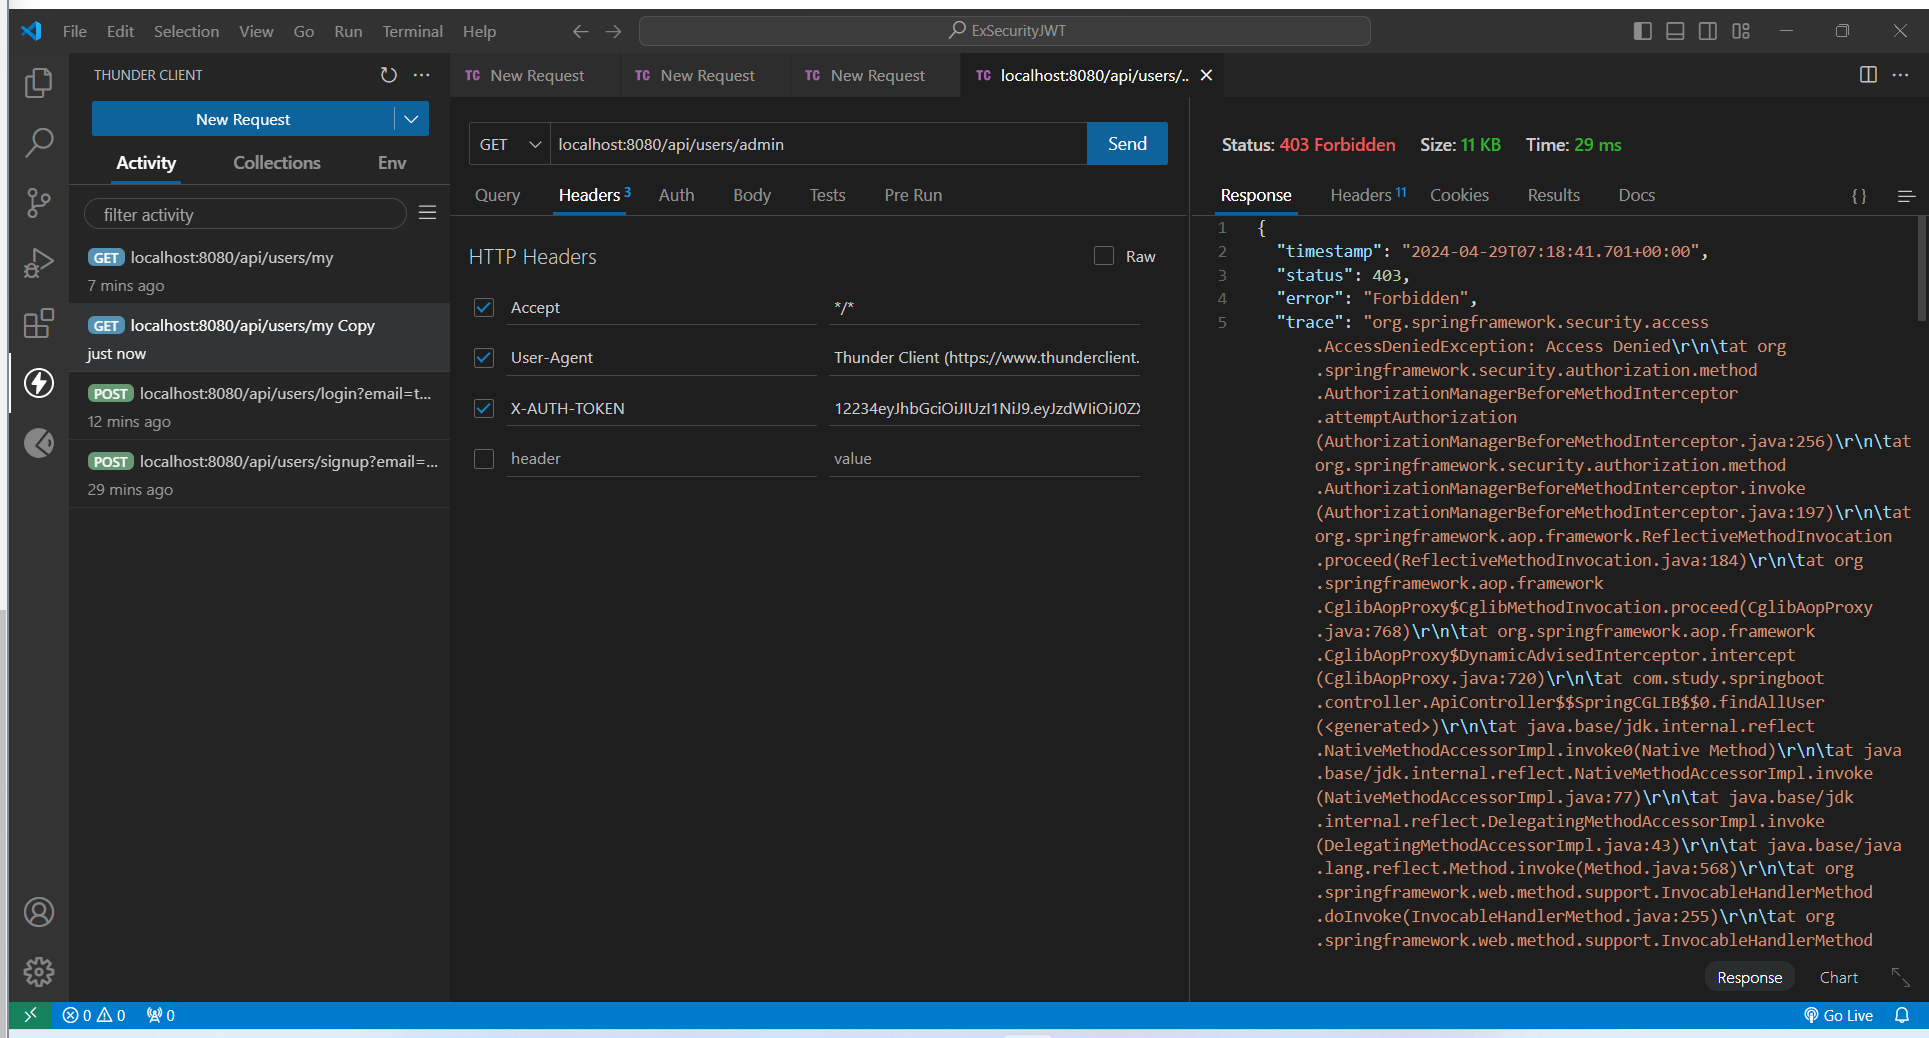 File Edit Selection View Go Run Terminal Help
ExSecurityJWT
THUNDER CLIENT
New Request
Activity Collections Env
filter activity
GET localhost:8080/api/users/my
7 mins ago
GET localhost:8080/api/users/my Copy
just now
POST localhost:8080/api/users/login?email=t...
12 mins ago
POST localhost:8080/api/users/signup?email=...
29 mins ago
TC New Request
TC New Request
TC New Request
TC localhost:8080/api/users/..
GET localhost:8080/api/users/admin Send
Query Headers 3 Auth Body Tests Pre Run
HTTP Headers Raw
Accept */*
User-Agent Thunder Client (https://www.thunderclient.
X-AUTH-TOKEN 12234eyJhbGciOiJIUzI1NiJ9.eyJzdWIiOiJ0ZX
header value
Status: 403 Forbidden Size: 11 KB Time: 29 ms
Response Headers 11 Cookies Results Docs {}
1 {
2 "timestamp": "2024-04-29T07:18:41.701+00:00",
3 "status": 403,
4 "error": "Forbidden",
5 "trace": "org.springframework.security.access
.AccessDeniedException: Access Denied\r\n\tat org
.springframework.security.authorization.method
.AuthorizationManagerBeforeMethodInterceptor
.attemptAuthorization
(AuthorizationManagerBeforeMethodInterceptor.java:256)\r\n\tat
org.springframework.security.authorization.method
.AuthorizationManagerBeforeMethodInterceptor.invoke
(AuthorizationManagerBeforeMethodInterceptor.java:197)\r\n\tat
org.springframework.aop.framework.ReflectiveMethodInvocation
.proceed(ReflectiveMethodInvocation.java:184)\r\n\tat org
.springframework.aop.framework
.CglibAopProxy$CglibMethodInvocation.proceed(CglibAopProxy
.java:768)\r\n\tat org.springframework.aop.framework
.CglibAopProxy$DynamicAdvisedInterceptor.intercept
(CglibAopProxy.java:720)\r\n\tat com.study.springboot
.controller.ApiController$$SpringCGLIB$$0.findAllUser
(<generated>)\r\n\tat java.base/jdk.internal.reflect
.NativeMethodAccessorImpl.invoke0(Native Method)\r\n\tat java
.base/jdk.internal.reflect.NativeMethodAccessorImpl.invoke
(NativeMethodAccessorImpl.java:77)\r\n\tat java.base/jdk
.internal.reflect.DelegatingMethodAccessorImpl.invoke
(DelegatingMethodAccessorImpl.java:43)\r\n\tat java.base/java
.lang.reflect.Method.invoke(Method.java:568)\r\n\tat org
.springframework.web.method.support.InvocableHandlerMethod
.doInvoke(InvocableHandlerMethod.java:255)\r\n\tat org
.springframework.web.method.support.InvocableHandlerMethod
Response Chart
0 0 0 Go Live